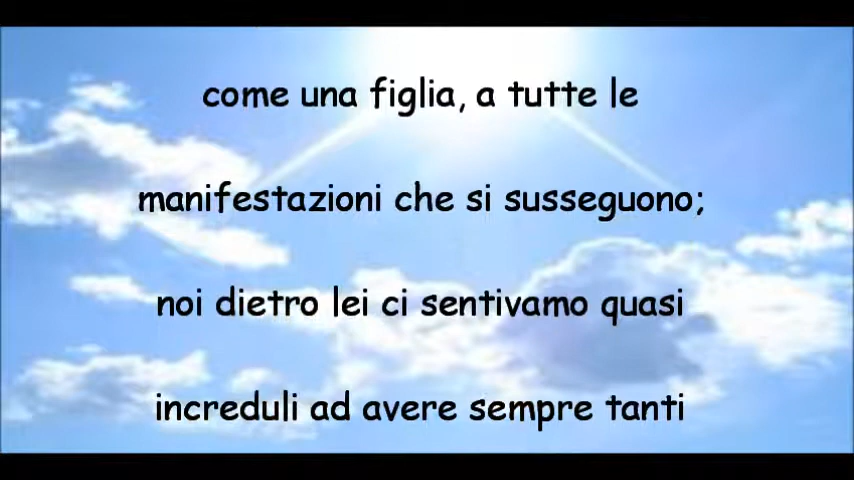 come una figlia, a tutte le
manifestazioni che si susseguono;
noi dietro lei ci sentivamo quasi
increduli ad avere sempre tanti